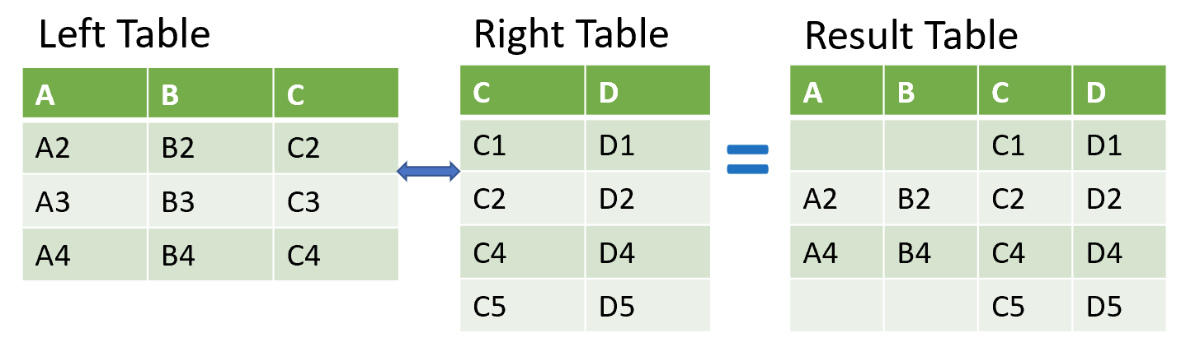 Left Table
A B C
A2 B2 C2
A3 B3 C3
A4 B4 C4
Right Table
C D
C1 D1
C2 D2
C4 D4
C5 D5
=
Result Table
A B C D
C1 D1
A2 B2 C2 D2
A4 B4 C4 D4
C5 D5